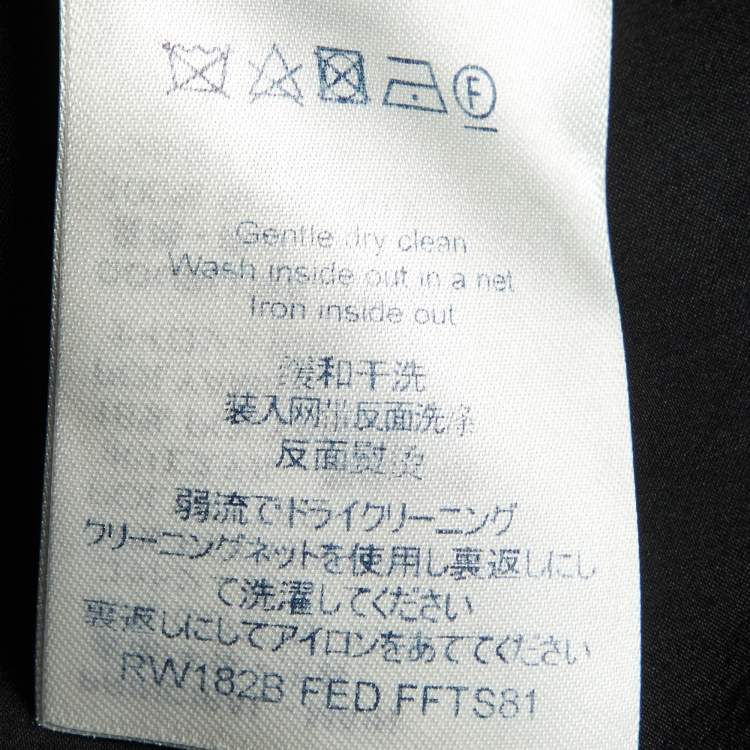 F
Gentle dry clean
Wash inside out in a net
Iron inside out
缓和干洗
装入网帘反面洗净
反面熨烫
弱流でドライクリーニング
クリーニングネットを使用し裏返しにし
て洗濯してください
裏返しにしてアイロンをあててください
RW182B FED FFTS81